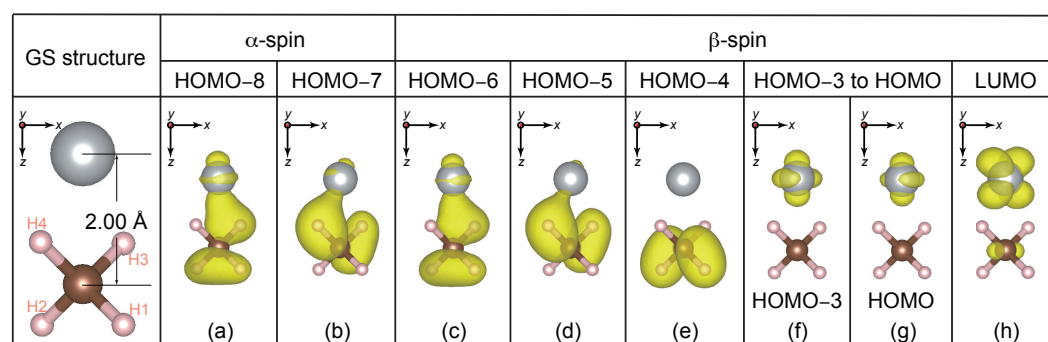 GS structure
α-spin
β-spin
HOMO−8
HOMO−7
HOMO−6
HOMO−5
HOMO−4
HOMO−3 to HOMO
LUMO
y
x
z
2.00 Å
H4
H3
H2
H1
y
x
z
(a)
y
x
z
(b)
y
x
z
(c)
y
x
z
(d)
y
x
z
(e)
y
x
z
HOMO−3
(f)
y
x
z
HOMO
(g)
y
x
z
(h)